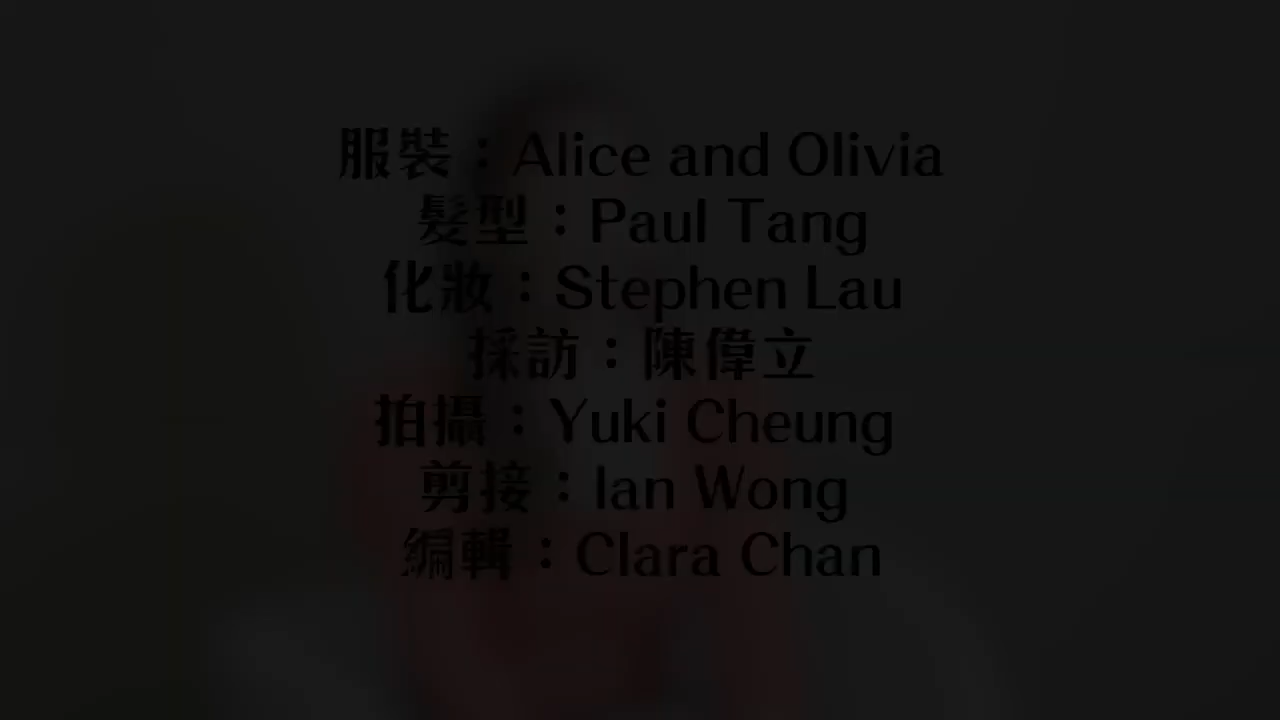 服裝：Alice and Olivia
髮型：Paul Tang
化妝：Stephen Lau
採訪：陳偉立
拍攝：Yuki Cheung
剪接：Ian Wong
編輯：Clara Chan